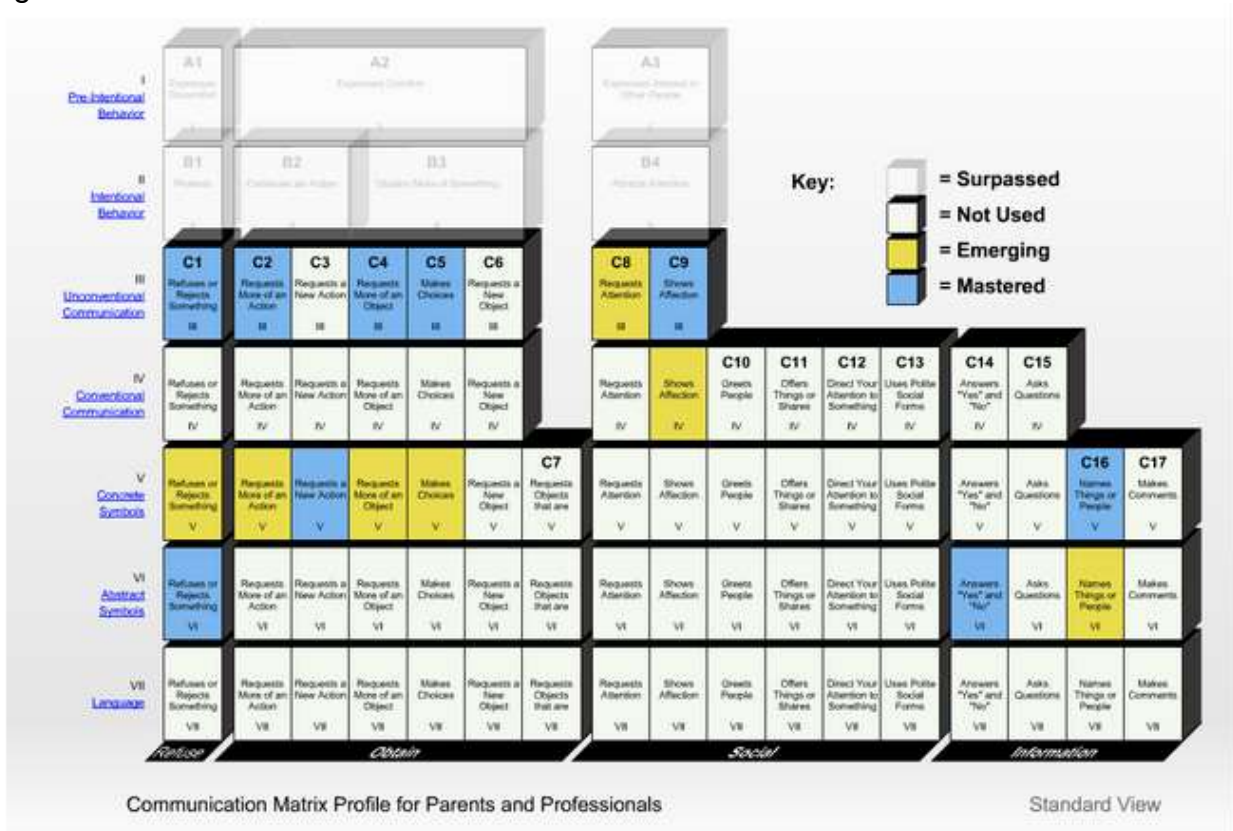 I
Pre-Intentional
Behavior
A1
Expresses
Discomfort
A2
Expresses Comfort
A3
Expresses Interest in
Other People
II
Intentional
Behavior
B1
Protests
B2
Continues an Action
B3
Obtains More of Something
B4
Attracts Attention
Key:
= Surpassed
= Not Used
= Emerging
= Mastered
III
Unconventional
Communication
C1
Refuses or
Rejects
Something
III
C2
Requests
More of an
Action
III
C3
Requests a
New Action
III
C4
Requests
More of an
Object
III
C5
Makes
Choices
III
C6
Requests a
New
Object
III
C8
Requests
Attention
III
C9
Shows
Affection
III
IV
Conventional
Communication
Refuses or
Rejects
Something
IV
Requests
More of an
Action
IV
Requests a
New Action
IV
Requests
More of an
Object
IV
Makes
Choices
IV
Requests a
New
Object
IV
Requests
Attention
IV
Shows
Affection
IV
C10
Greets
People
IV
C11
Offers
Things or
Shares
IV
C12
Direct Your
Attention to
Something
IV
C13
Uses Polite
Social
Forms
IV
C14
Answers
"Yes" and
"No"
IV
C15
Asks
Questions
IV
V
Concrete
Symbols
Refuses or
Rejects
Something
V
Requests
More of an
Action
V
Requests a
New Action
V
Requests
More of an
Object
V
Makes
Choices
V
Requests a
New
Object
V
C7
Requests
Objects
that are
V
Requests
Attention
V
Shows
Affection
V
Greets
People
V
Offers
Things or
Shares
V
Direct Your
Attention to
Something
V
Uses Polite
Social
Forms
V
Answers
"Yes" and
"No"
V
Asks
Questions
V
C16
Names
Things or
People
V
C17
Makes
Comments
V
VI
Abstract
Symbols
Refuses or
Rejects
Something
VI
Requests
More of an
Action
VI
Requests a
New Action
VI
Requests
More of an
Object
VI
Makes
Choices
VI
Requests a
New
Object
VI
Requests
Objects
that are
VI
Requests
Attention
VI
Shows
Affection
VI
Greets
People
VI
Offers
Things or
Shares
VI
Direct Your
Attention to
Something
VI
Uses Polite
Social
Forms
VI
Answers
"Yes" and
"No"
VI
Asks
Questions
VI
Names
Things or
People
VI
Makes
Comments
VI
VII
Language
Refuses or
Rejects
Something
VII
Requests
More of an
Action
VII
Requests a
New Action
VII
Requests
More of an
Object
VII
Makes
Choices
VII
Requests a
New
Object
VII
Requests
Objects
that are
VII
Requests
Attention
VII
Shows
Affection
VII
Greets
People
VII
Offers
Things or
Shares
VII
Direct Your
Attention to
Something
VII
Uses Polite
Social
Forms
VII
Answers
"Yes" and
"No"
VII
Asks
Questions
VII
Names
Things or
People
VII
Makes
Comments
VII
Refuse
Obtain
Social
Information
Communication Matrix Profile for Parents and Professionals
Standard View